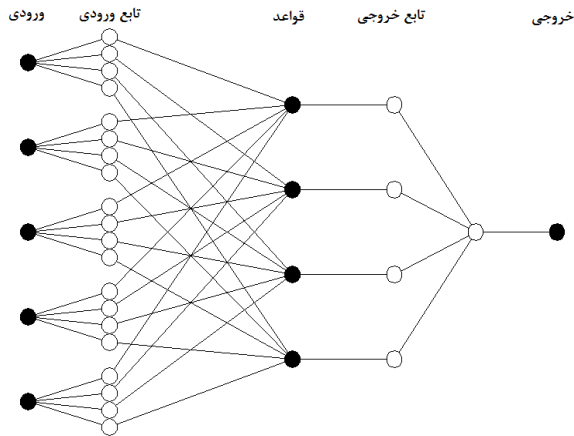 ورودی
تابع ورودی
قواعد
تابع خروجی
خروجی